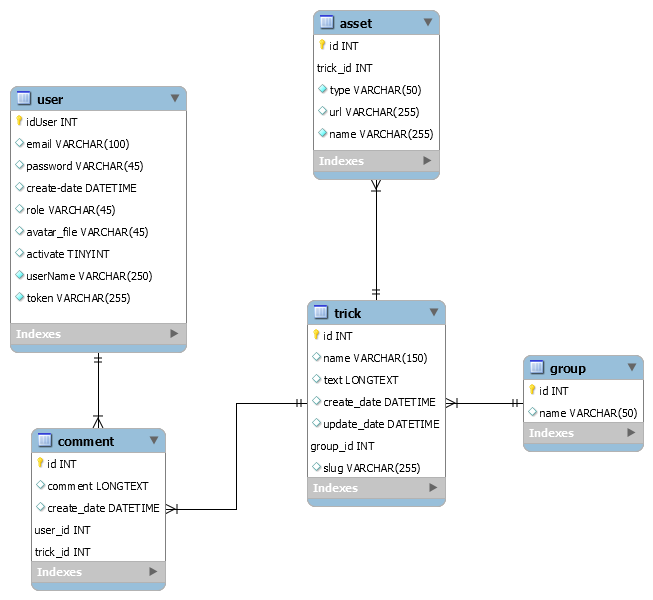 asset
id INT
trick_id INT
type VARCHAR(50)
url VARCHAR(255)
name VARCHAR(255)
Indexes
user
idUser INT
email VARCHAR(100)
password VARCHAR(45)
create-date DATETIME
role VARCHAR(45)
avatar_file VARCHAR(45)
activate TINYINT
userName VARCHAR(250)
token VARCHAR(255)
Indexes
trick
id INT
name VARCHAR(150)
text LONGTEXT
create_date DATETIME
update_date DATETIME
group_id INT
slug VARCHAR(255)
Indexes
group
id INT
name VARCHAR(50)
Indexes
comment
id INT
comment LONGTEXT
create_date DATETIME
user_id INT
trick_id INT
Indexes